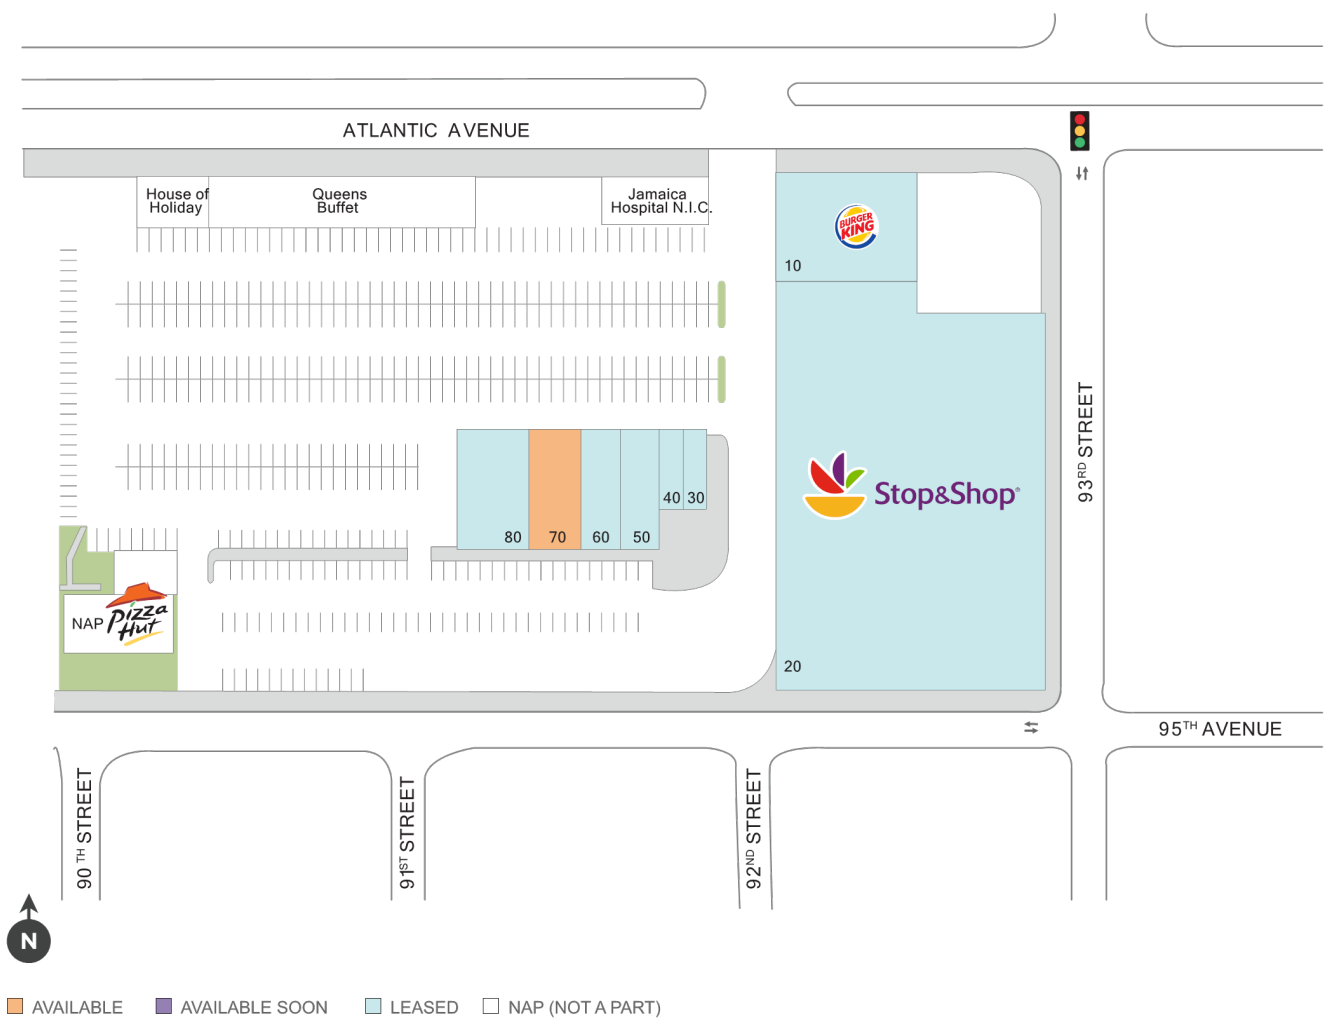 ATLANTIC AVENUE
House of
Holiday
Queens
Buffet
Jamaica
Hospital N.I.C.
BURGER
KING
10
93RD STREET
Stop&Shop®
40
30
80
70
60
50
NAP
Pizza
Hut
20
95TH AVENUE
90 TH STREET
91ST STREET
92ND STREET
N
AVAILABLE
AVAILABLE SOON
LEASED
NAP (NOT A PART)